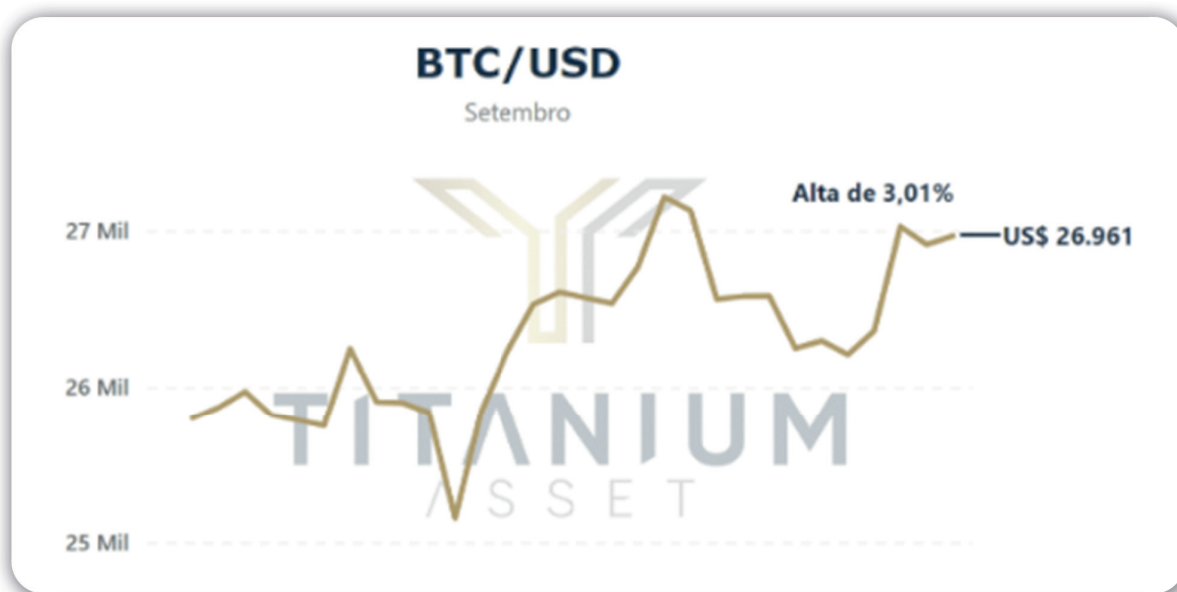 BTC/USD
Setembro
Alta de 3,01%
27 Mil
US$ 26.961
26 Mil
TITANIUM
ASSET
25 Mil